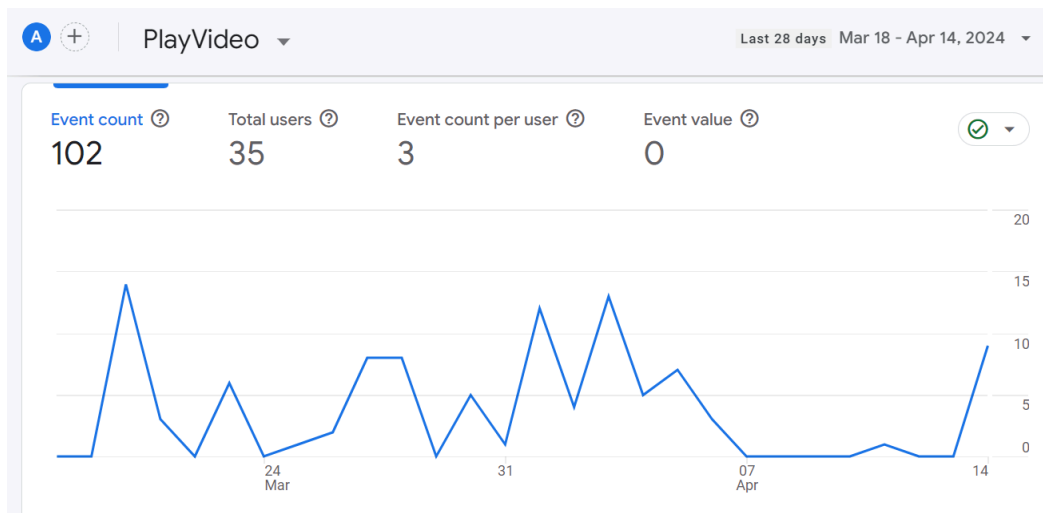 A + PlayVideo
Last 28 days Mar 18 - Apr 14, 2024
Event count ?
102
Total users ?
35
Event count per user ?
3
Event value ?
0
20
15
10
5
0
24
Mar
31
07
Apr
14